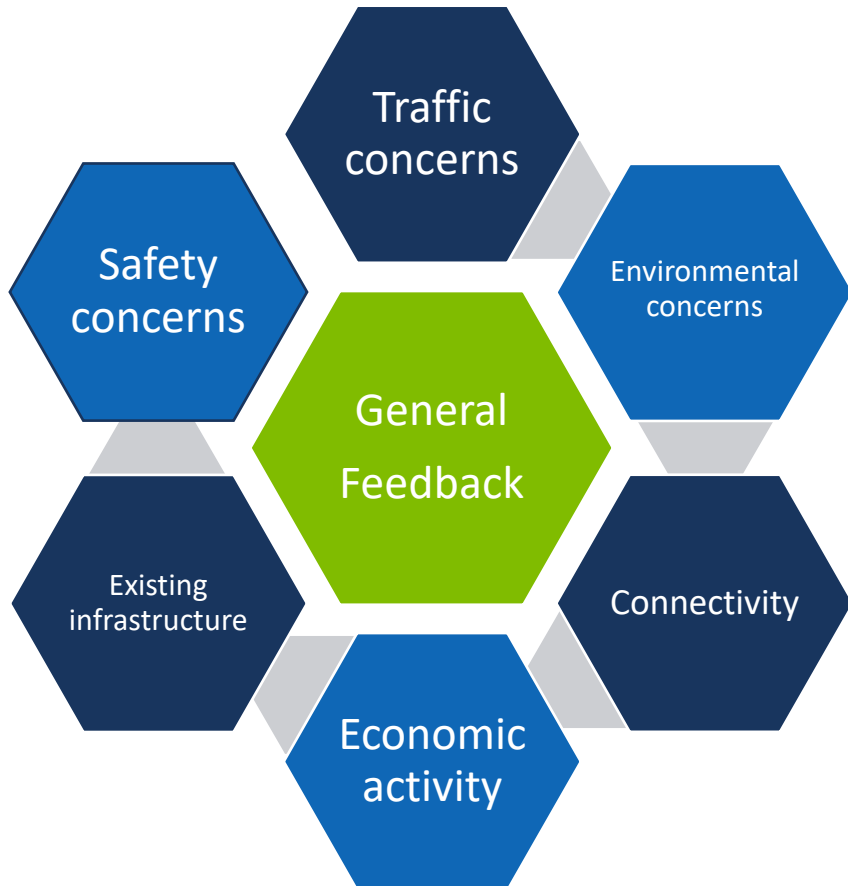 Traffic
concerns
Environmental
concerns
Connectivity
Economic
activity
Existing
infrastructure
Safety
concerns
General
Feedback